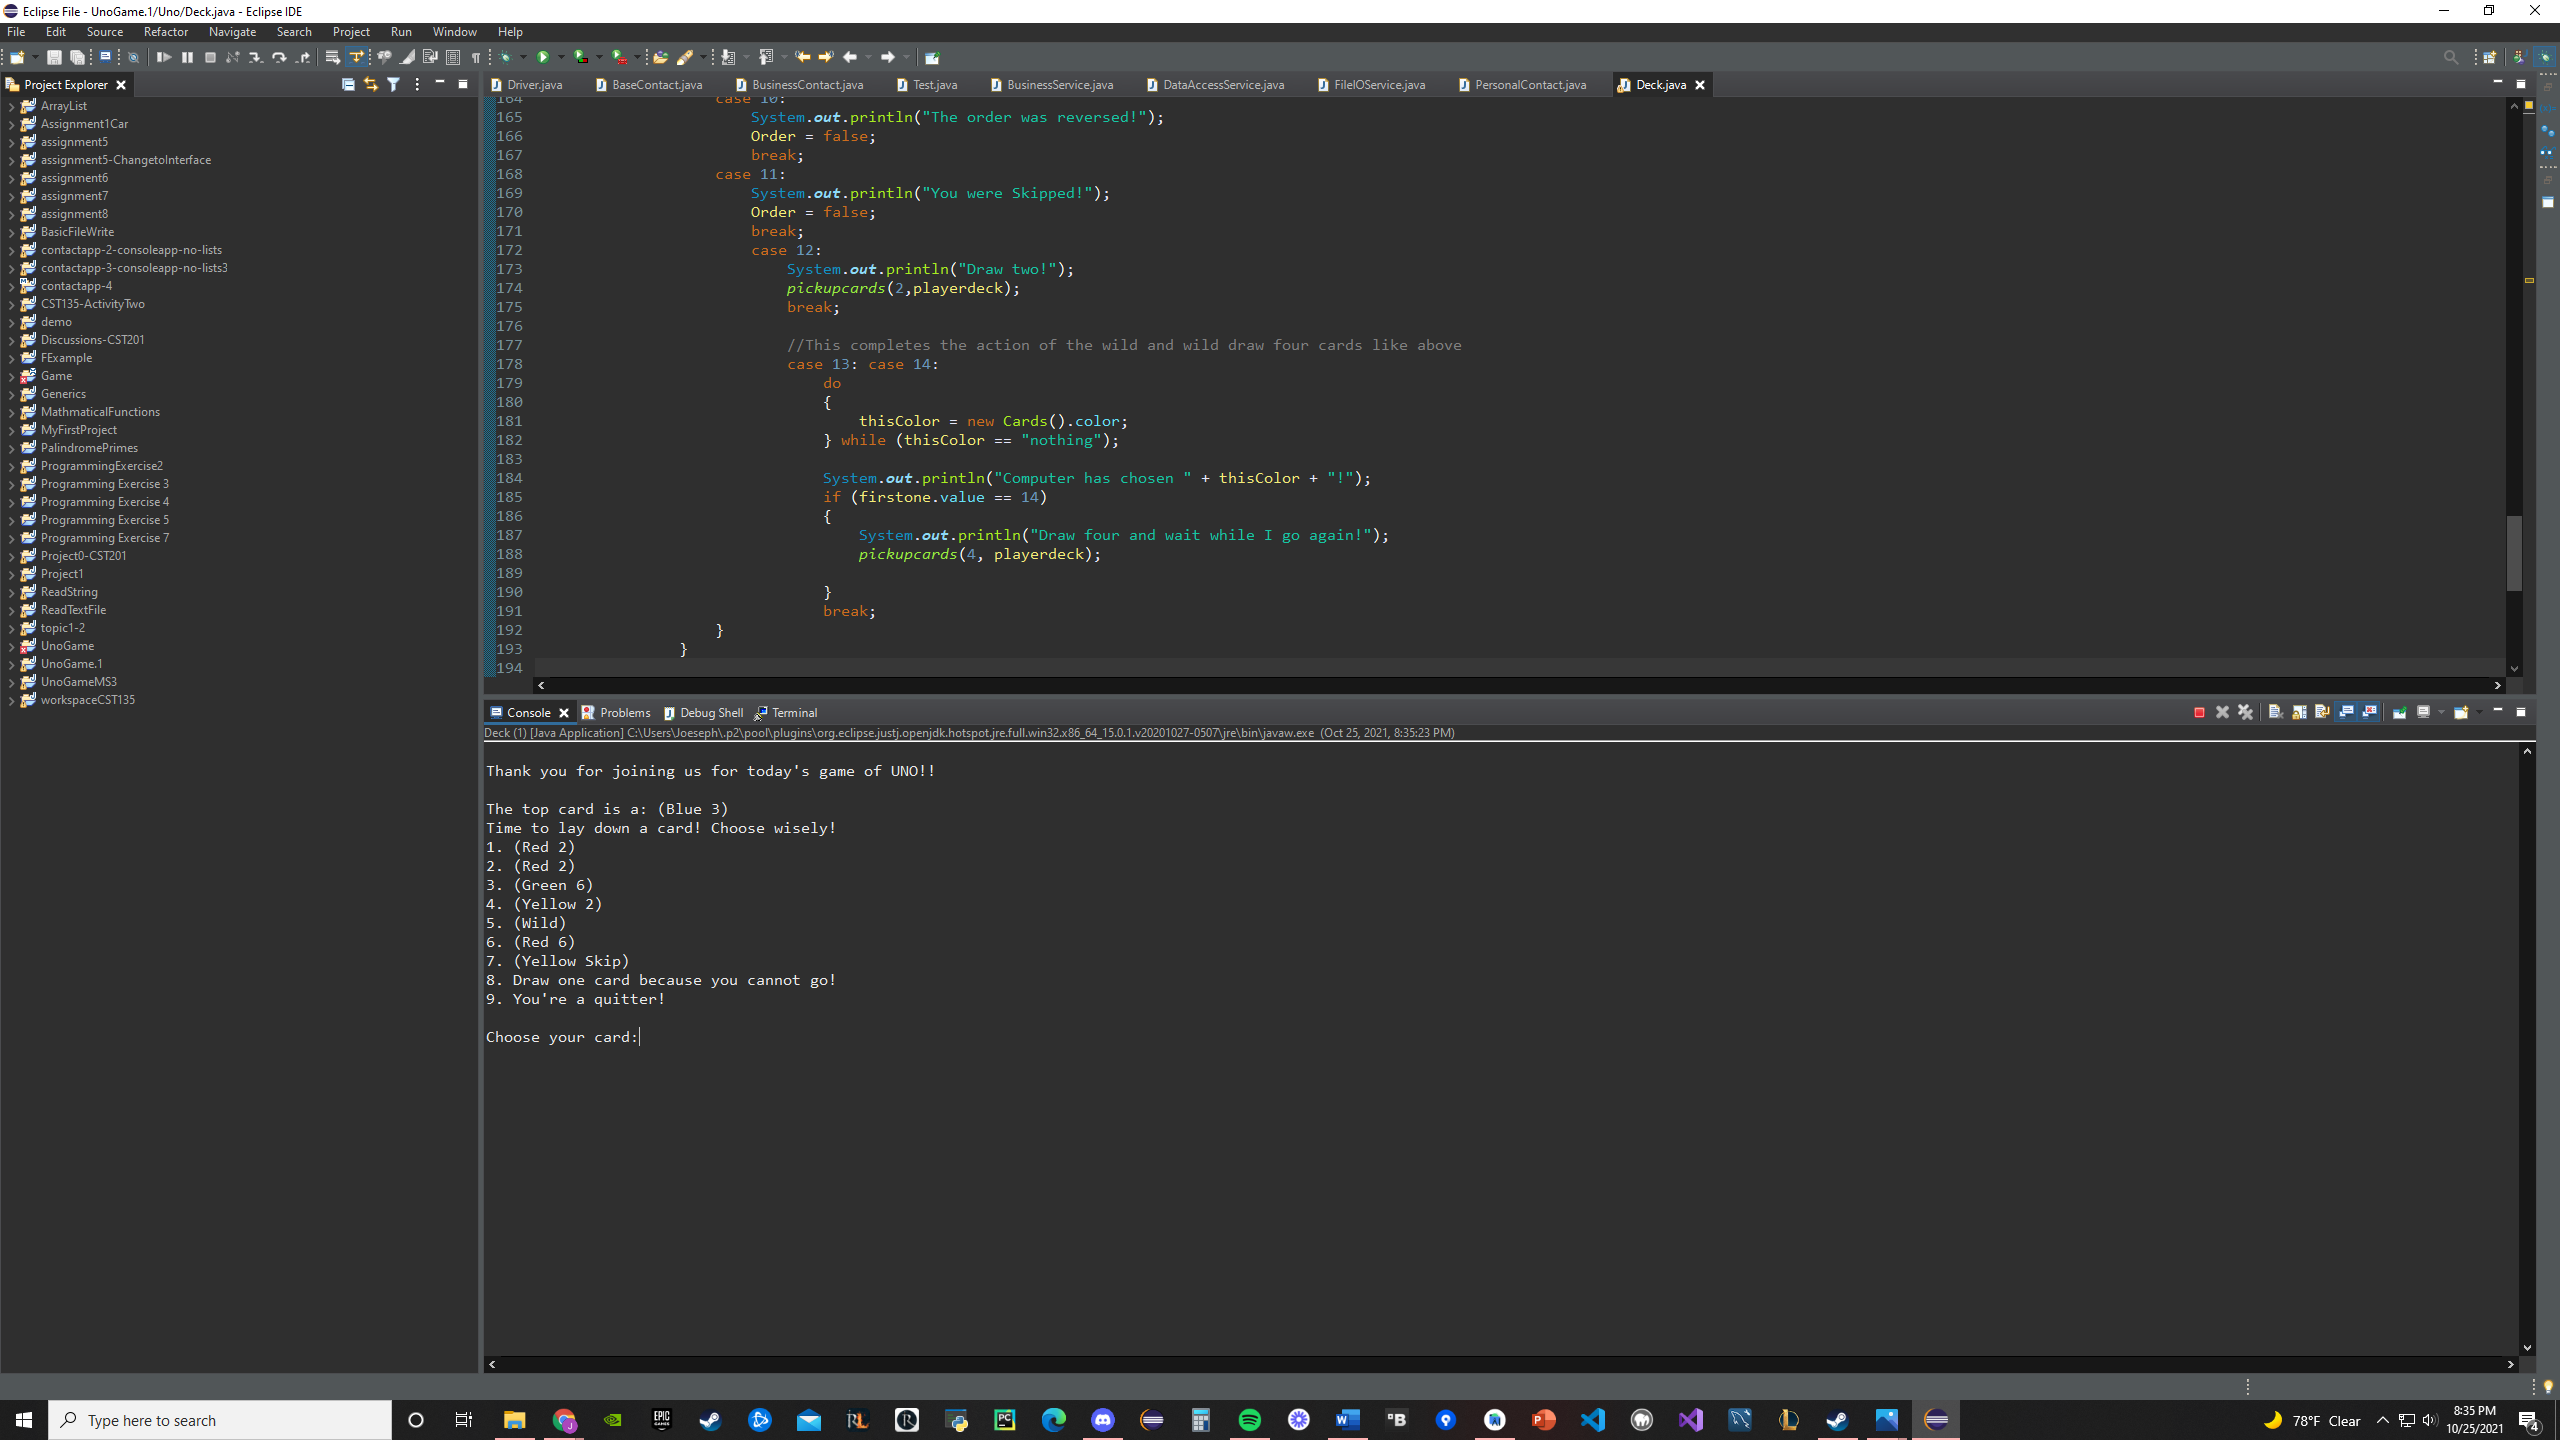 Eclipse File - UnoGame.1/Uno/Deck.java - Eclipse IDE
File Edit Source Refactor Navigate Search Project Run Window Help
Project Explorer
ArrayList
Assignment1Car
assignment5
assignment5-ChangetoInterface
assignment6
assignment7
assignment8
BasicFileWrite
contactapp-2-consoleapp-no-lists
contactapp-3-consoleapp-no-lists3
contactapp-4
CST135-ActivityTwo
demo
Discussions-CST201
FExample
Game
Generics
MathmaticalFunctions
MyFirstProject
PalindromePrimes
ProgrammingExercise2
Programming Exercise 3
Programming Exercise 4
Programming Exercise 5
Programming Exercise 7
Project0-CST201
Project1
ReadString
ReadTextFile
topic1-2
UnoGame
UnoGame.1
UnoGameMS3
workspaceCST135
Driver.java BaseContact.java BusinessContact.java Test.java BusinessService.java DataAccessService.java FileIOService.java PersonalContact.java Deck.java
164 case 10:
165 System.out.println("The order was reversed!");
166 Order = false;
167 break;
168 case 11:
169 System.out.println("You were Skipped!");
170 Order = false;
171 break;
172 case 12:
173 System.out.println("Draw two!");
174 pickupcards(2,playerdeck);
175 break;
176
177 //This completes the action of the wild and wild draw four cards like above
178 case 13: case 14:
179 do
180 {
181 thisColor = new Cards().color;
182 } while (thisColor == "nothing");
183
184 System.out.println("Computer has chosen " + thisColor + "!");
185 if (firstone.value == 14)
186 {
187 System.out.println("Draw four and wait while I go again!");
188 pickupcards(4, playerdeck);
189
190 }
191 break;
192 }
193 }
194
Console Problems Debug Shell Terminal
Deck (1) [Java Application] C:\Users\Joeseph\.p2\pool\plugins\org.eclipse.justj.openjdk.hotspot.jre.full.win32.x86_64_15.0.1.v20201027-0507\jre\bin\javaw.exe (Oct 25, 2021, 8:35:23 PM)
Thank you for joining us for today's game of UNO!!
The top card is a: (Blue 3)
Time to lay down a card! Choose wisely!
1. (Red 2)
2. (Red 2)
3. (Green 6)
4. (Yellow 2)
5. (Wild)
6. (Red 6)
7. (Yellow Skip)
8. Draw one card because you cannot go!
9. You're a quitter!
Choose your card:
Type here to search
78°F Clear
8:35 PM
10/25/2021
4